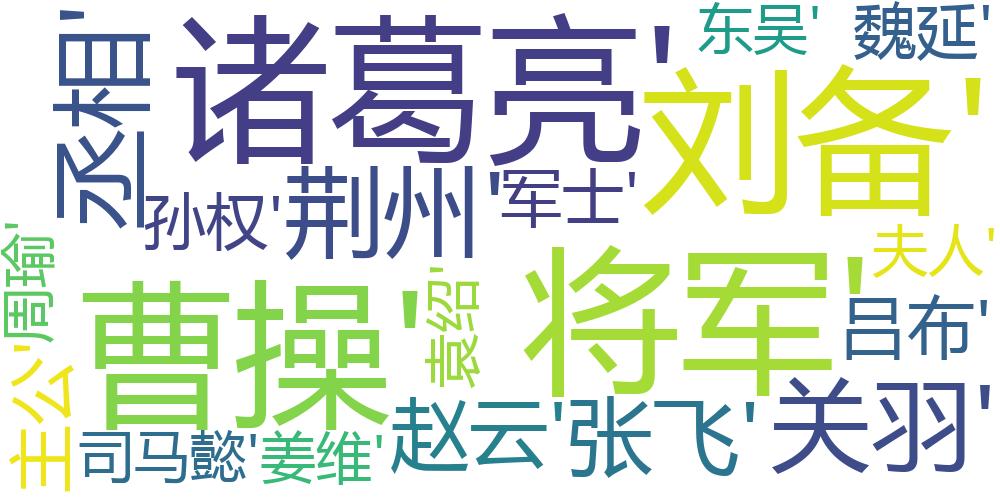 丞相'
诸葛亮'
东吴'
魏延'
刘备'
孙权'
荆州'
军士'
周瑜'
曹操'
袁绍'
将军'
夫人'
吕布'
主公'
司马懿'
姜维'
赵云'
张飞'
关羽'